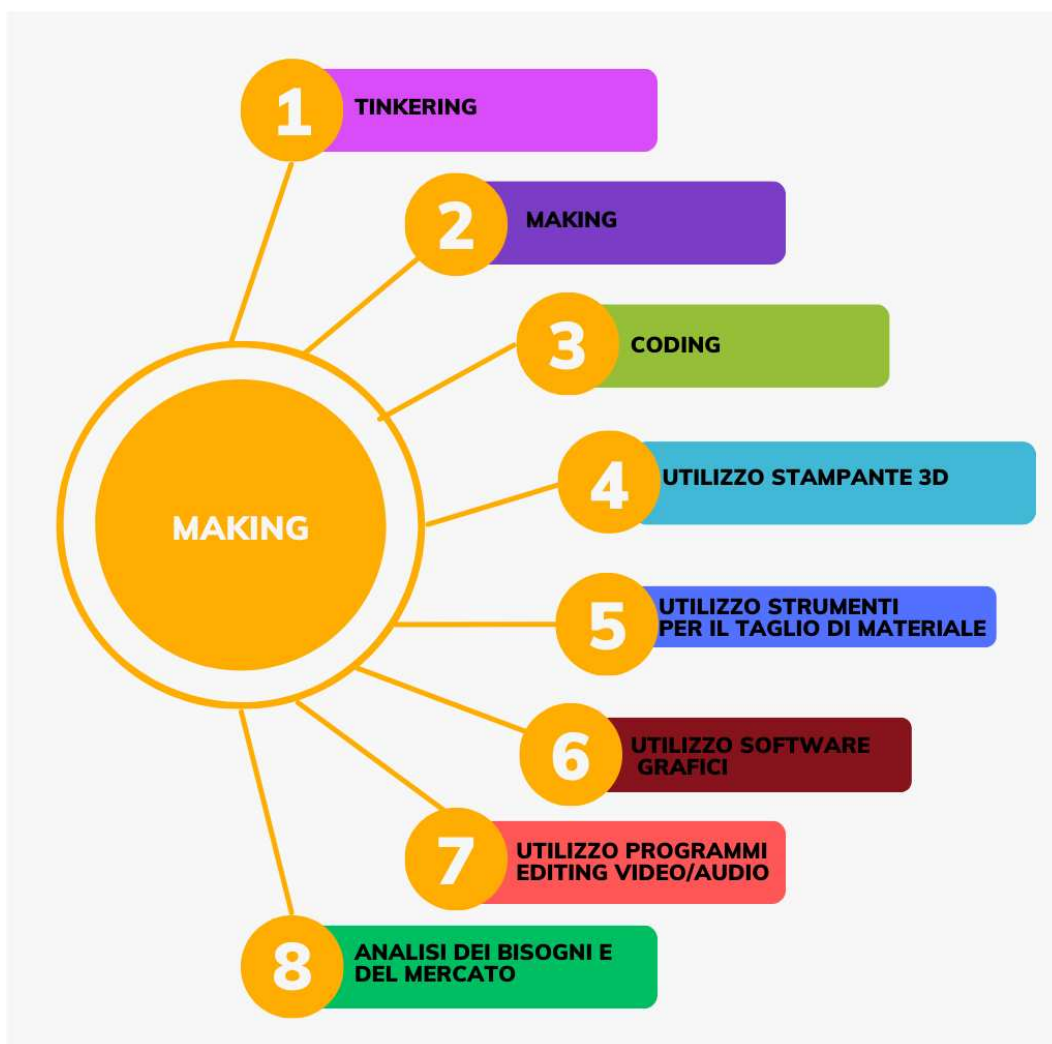 1
TINKERING
2
MAKING
3
CODING
4
UTILIZZO STAMPANTE 3D
MAKING
5
UTILIZZO STRUMENTI
PER IL TAGLIO DI MATERIALE
6
UTILIZZO SOFTWARE
GRAFICI
7
UTILIZZO PROGRAMMI
EDITING VIDEO/AUDIO
8
ANALISI DEI BISOGNI E
DEL MERCATO